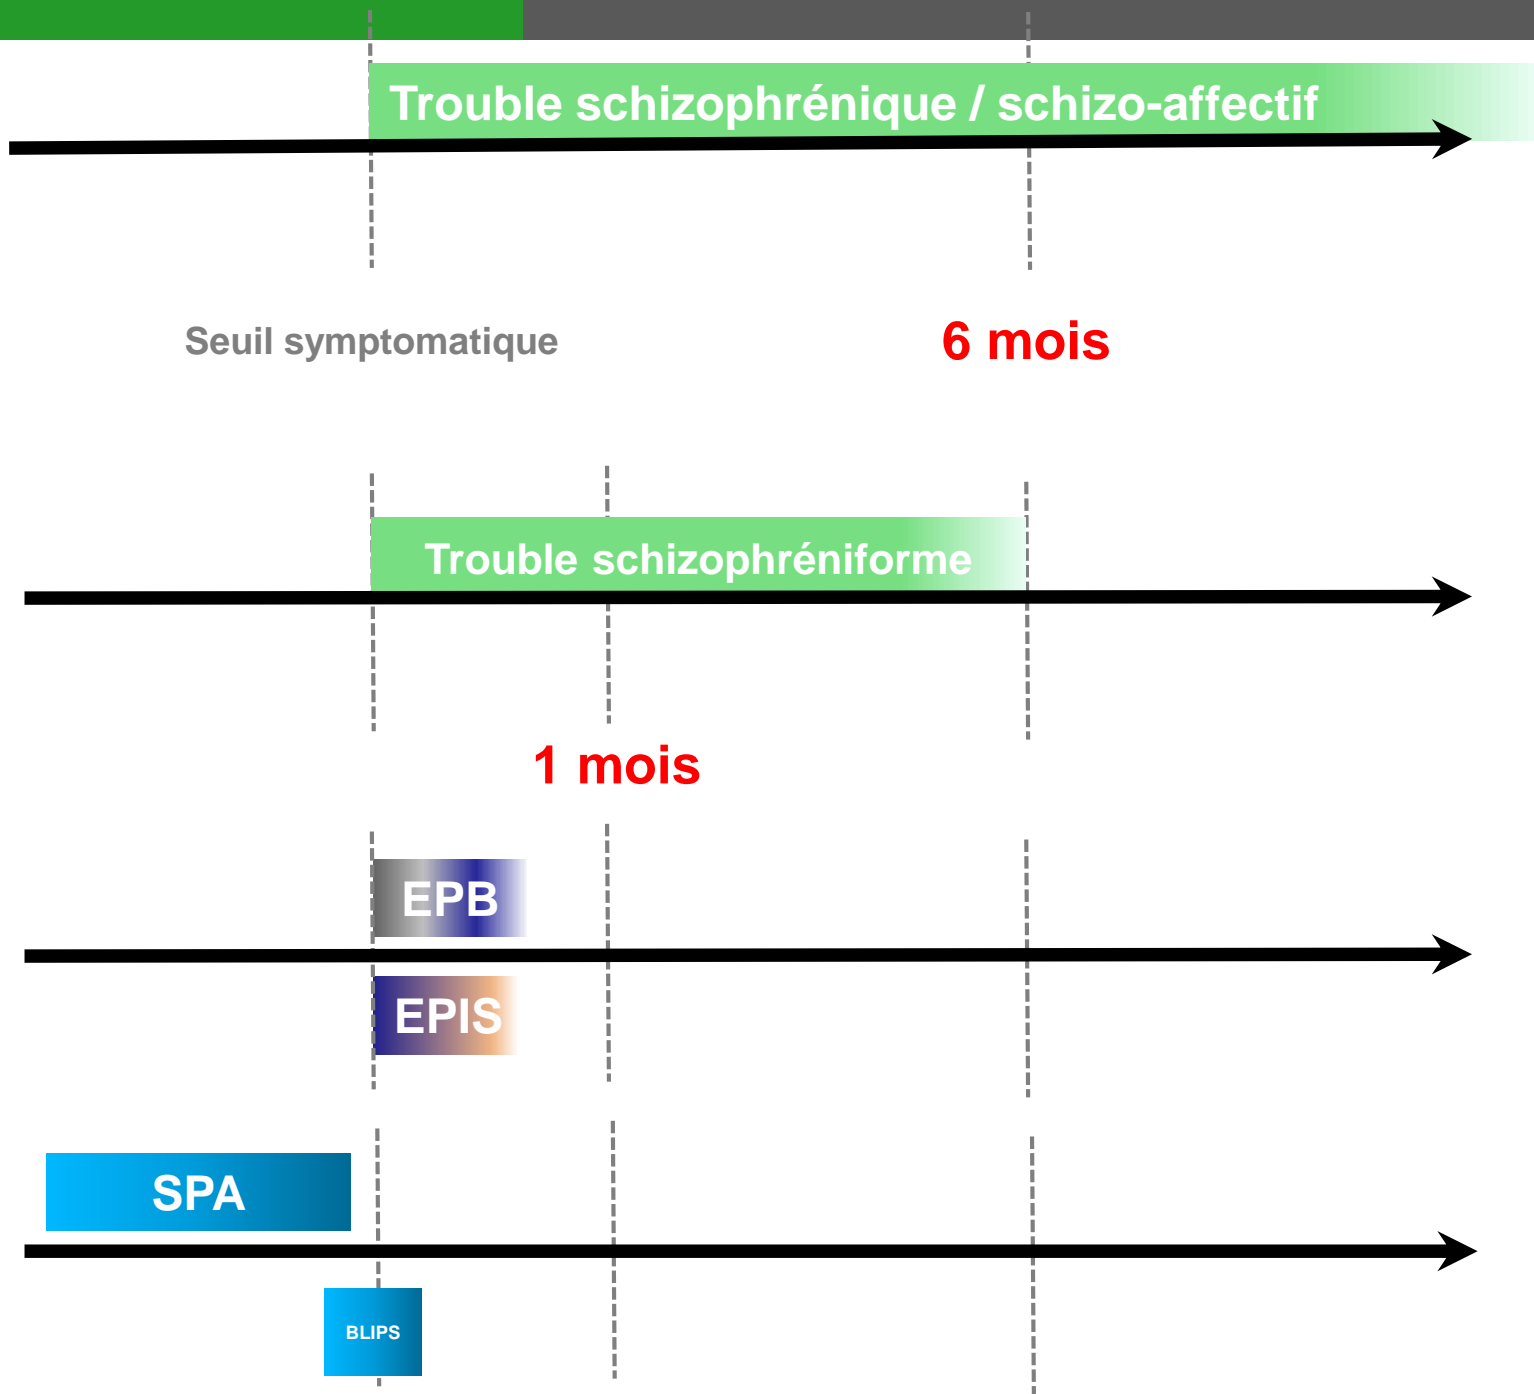 Trouble schizophrénique / schizo-affectif
Seuil symptomatique
6 mois
Trouble schizophréniforme
1 mois
EPB
EPIS
SPA
BLIPS